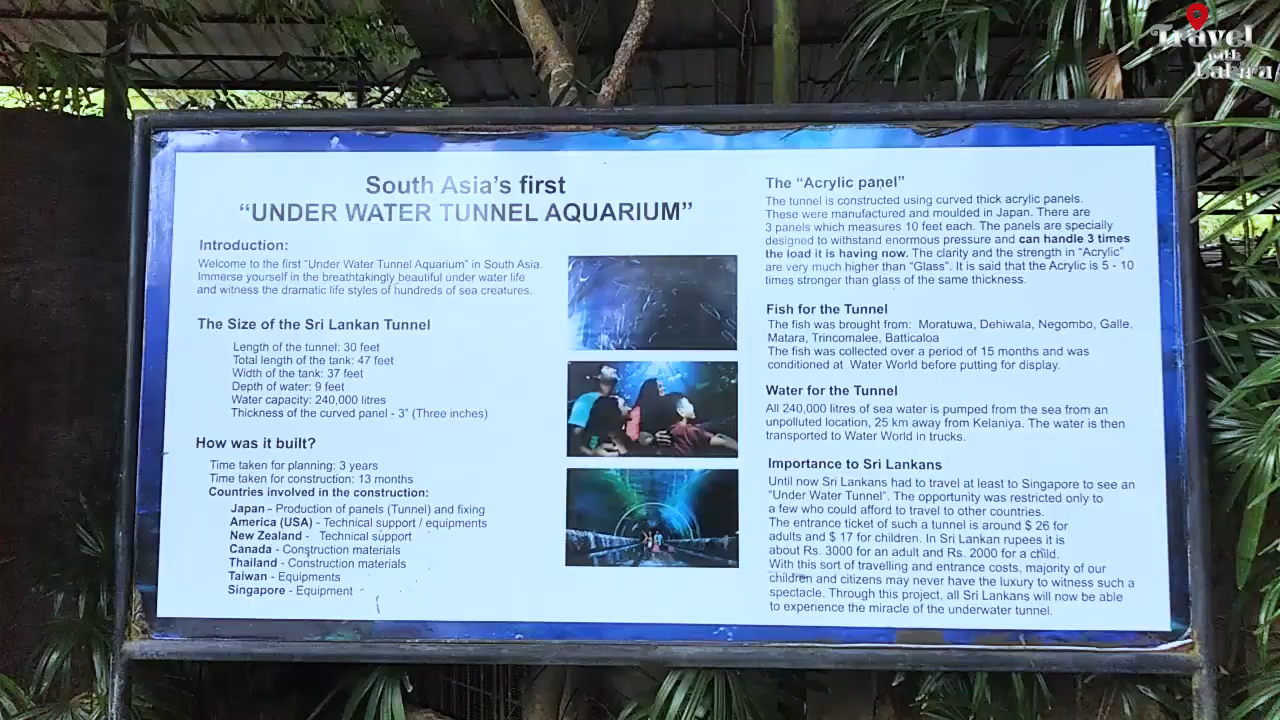 Travel
with
Lahira
South Asia's first
"UNDER WATER TUNNEL AQUARIUM"
Introduction:
Welcome to the first "Under Water Tunnel Aquarium" in South Asia.
Immerse yourself in the breathtakingly beautiful under water life
and witness the dramatic life styles of hundreds of sea creatures.
The Size of the Sri Lankan Tunnel
Length of the tunnel: 30 feet
Total length of the tank: 47 feet
Width of the tank: 37 feet
Depth of water: 9 feet
Water capacity: 240,000 litres
Thickness of the curved panel - 3" (Three inches)
How was it built?
Time taken for planning: 3 years
Time taken for construction: 13 months
Countries involved in the construction:
Japan – Production of panels (Tunnel) and fixing
America (USA) - Technical support / equipments
New Zealand - Technical support
Canada - Construction materials
Thailand - Construction materials
Taiwan - Equipments
Singapore - Equipment
The "Acrylic panel"
The tunnel is constructed using curved thick acrylic panels.
These were manufactured and moulded in Japan. There are
3 panels which measures 10 feet each. The panels are specially
designed to withstand enormous pressure and can handle 3 times
the load it is having now. The clarity and the strength in "Acrylic"
are very much higher than "Glass". It is said that the Acrylic is 5 - 10
times stronger than glass of the same thickness.
Fish for the Tunnel
The fish was brought from: Moratuwa, Dehiwala, Negombo, Galle,
Matara, Trincomalee, Batticaloa
The fish was collected over a period of 15 months and was
conditioned at Water World before putting for display.
Water for the Tunnel
All 240,000 litres of sea water is pumped from the sea from an
unpolluted location, 25 km away from Kelaniya. The water is then
transported to Water World in trucks.
Importance to Sri Lankans
Until now Sri Lankans had to travel at least to Singapore to see an
"Under Water Tunnel". The opportunity was restricted only to
a few who could afford to travel to other countries.
The entrance ticket of such a tunnel is around $ 26 for
adults and $ 17 for children. In Sri Lankan rupees it is
about Rs. 3000 for an adult and Rs. 2000 for a child.
With this sort of travelling and entrance costs, majority of our
children and citizens may never have the luxury to witness such a
spectacle. Through this project, all Sri Lankans will now be able
to experience the miracle of the underwater tunnel.